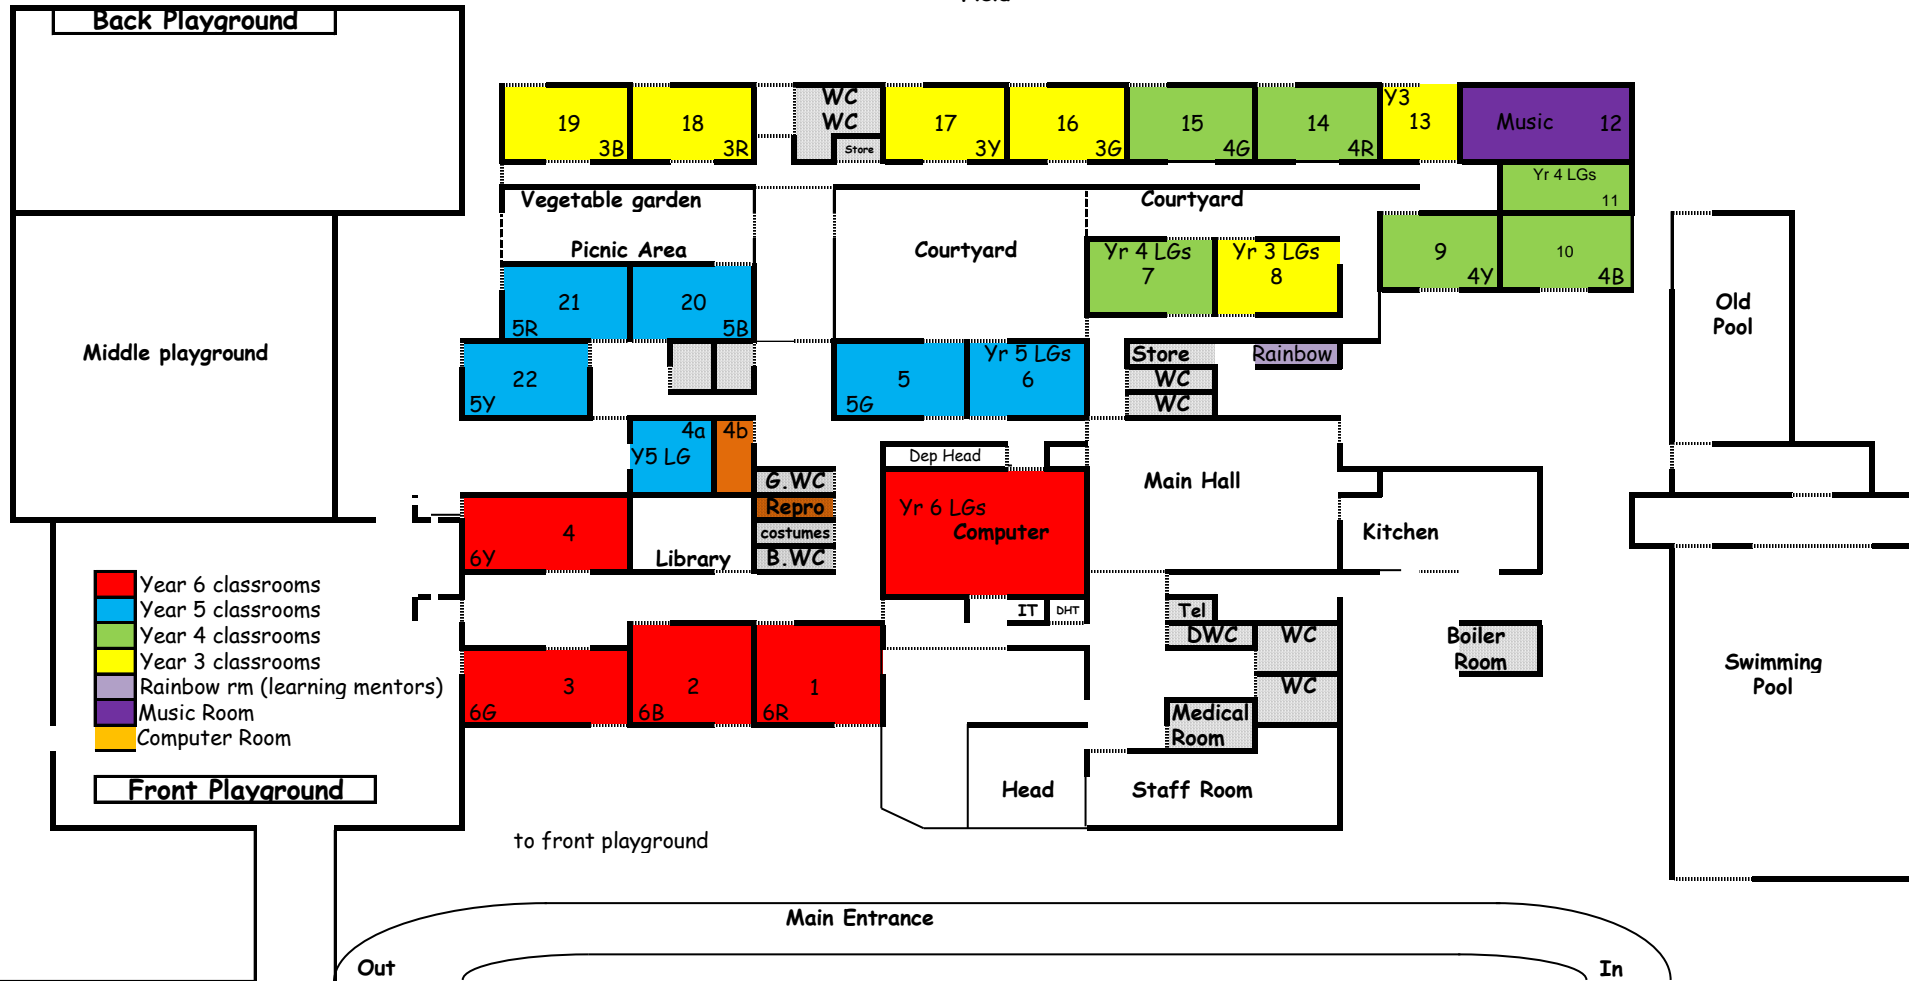 Back Playground
WC
WC
Store
19
3B
18
3R
17
3Y
16
3G
15
4G
14
4R
Y3
13
Music 12
Yr 4 LGs
11
Vegetable garden
Picnic Area
Courtyard
Courtyard
Yr 4 LGs
7
Yr 3 LGs
8
9
4Y
10
4B
21
5R
20
5B
Old
Pool
Middle playground
22
5Y
5
5G
Yr 5 LGs
6
Store
WC
WC
Rainbow
4a
Y5 LG
4b
G.WC
Repro
costumes
B.WC
Dep Head
Yr 6 LGs
Computer
Main Hall
Kitchen
4
6Y
Library
IT
DHT
Tel
DWC
WC
WC
Boiler
Room
Swimming
Pool
Year 6 classrooms
Year 5 classrooms
Year 4 classrooms
Year 3 classrooms
Rainbow rm (learning mentors)
Music Room
Computer Room
3
6G
2
6B
1
6R
Medical
Room
Front Playground
Head
Staff Room
to front playground
Main Entrance
Out
In